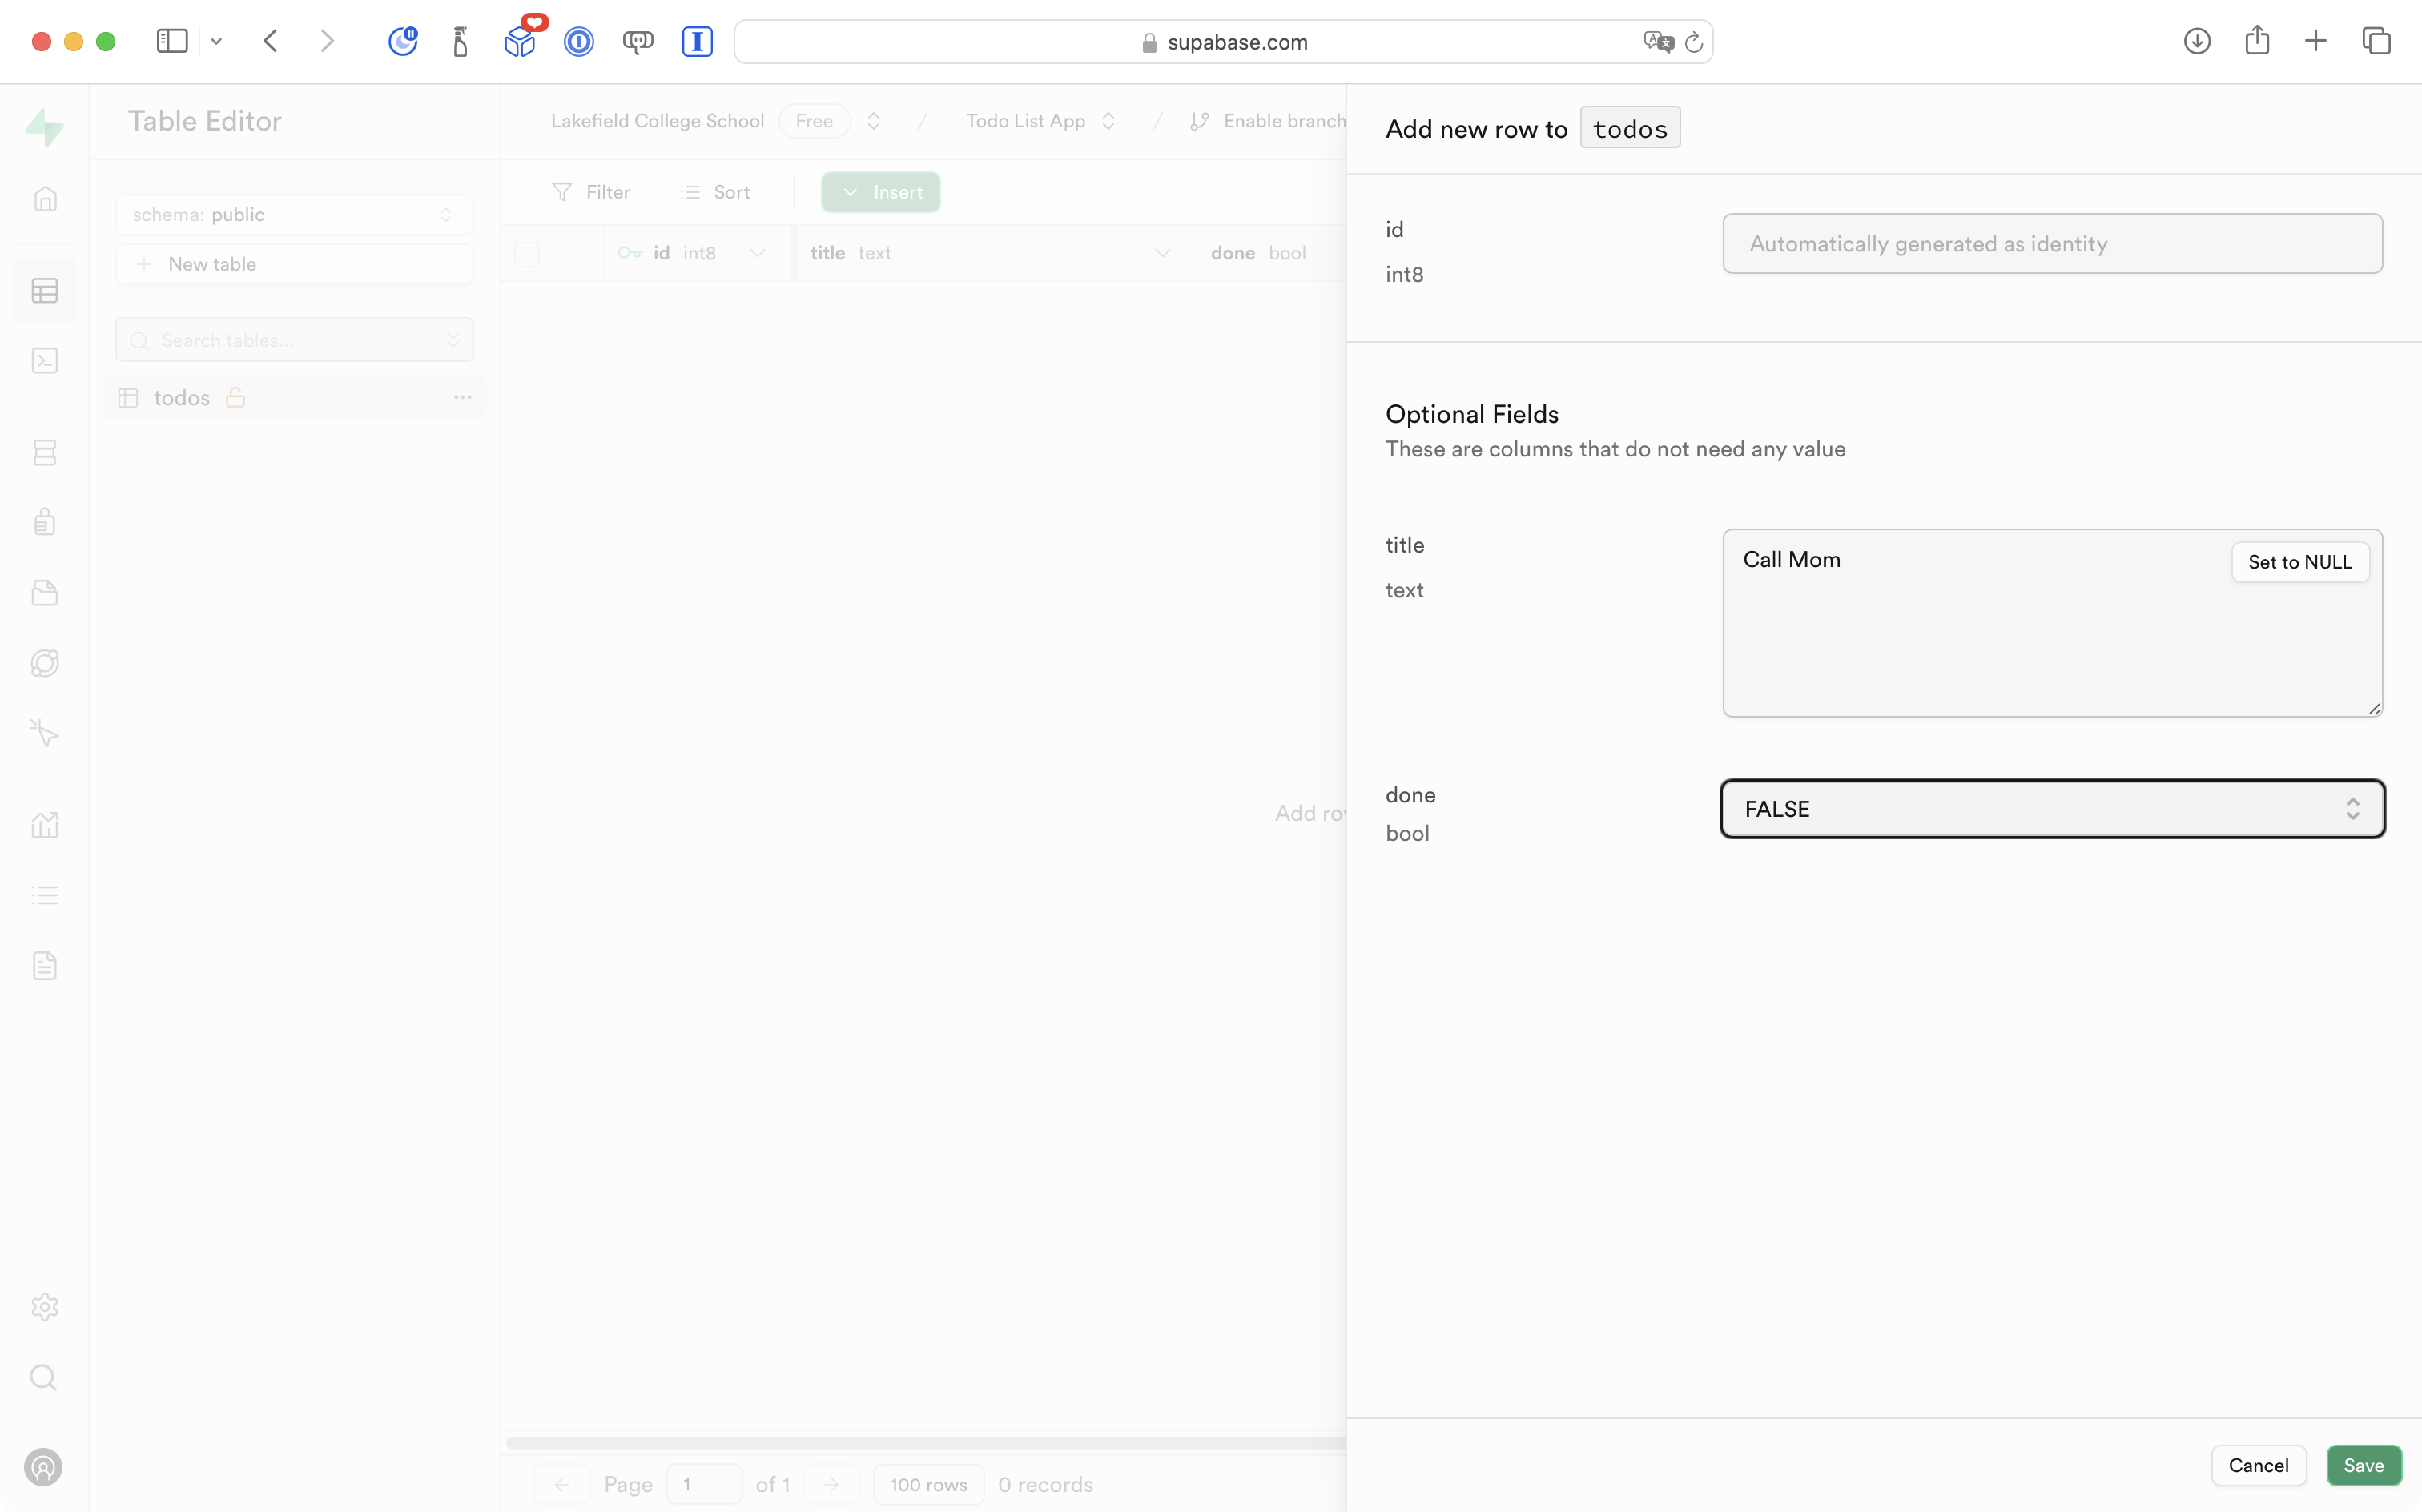 supabase.com
Table Editor
Lakefield College School Free / Todo List App / Enable branch
schema: public
New table
Search tables...
todos
Filter Sort Insert
id int8 title text done bool
Add ro
Page 1 of 1 100 rows 0 records
Add new row to todos
id
int8
Automatically generated as identity
Optional Fields
These are columns that do not need any value
title
text
Call Mom
Set to NULL
done
bool
FALSE
Cancel Save